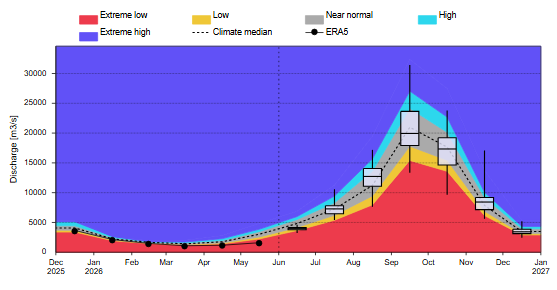 Extreme low Low Near normal High
Extreme high Climate median ERA5
Discharge [m3/s]
30000
25000
20000
15000
10000
5000
0
Dec Jan Feb Mar Apr May Jun Jul Aug Sep Oct Nov Dec Jan
2025 2026 2027